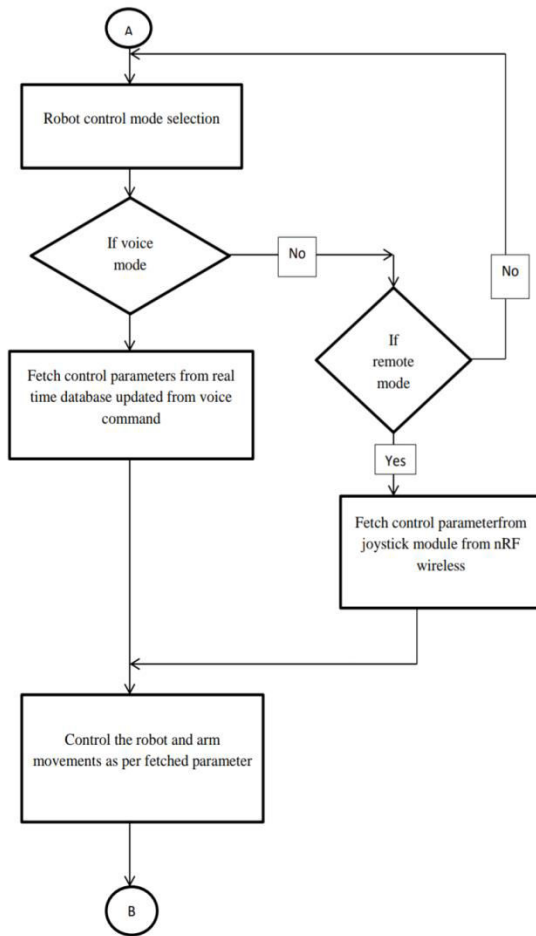 A
Robot control mode selection
If voice
mode
No
No
If
remote
mode
Fetch control parameters from real
time database updated from voice
command
Yes
Fetch control parameterfrom
joystick module from nRF
wireless
Control the robot and arm
movements as per fetched parameter
B